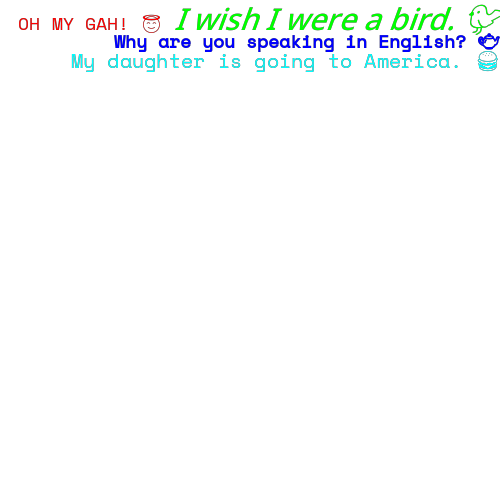 OH MY GAH! 😇 I wish I were a bird. 🐤
Why are you speaking in English? 🫖
My daughter is going to America. 🍔